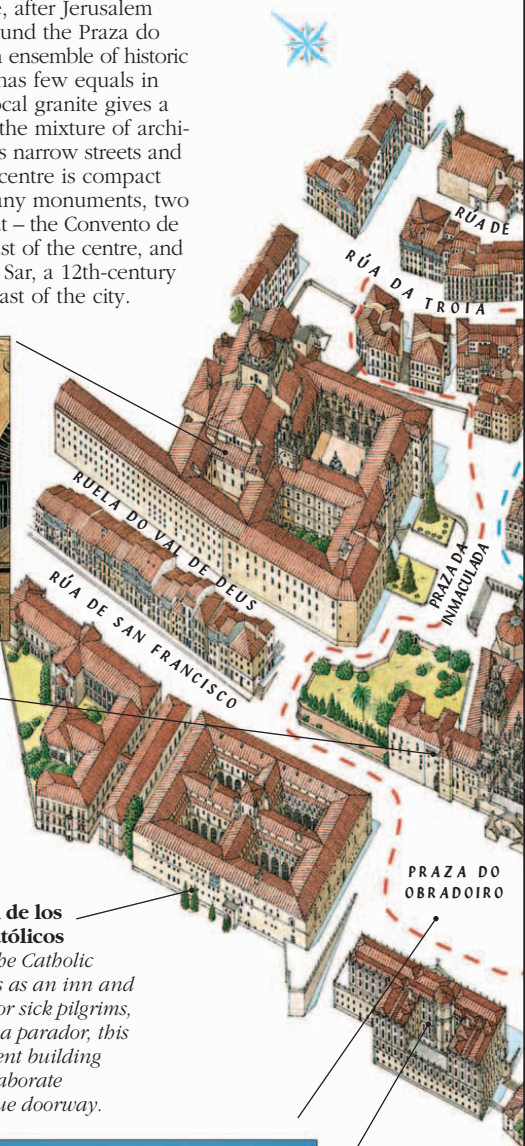 , after Jerusalem
und the Praza do
ensemble of historic
has few equals in
ocal granite gives a
the mixture of archi-
s narrow streets and
centre is compact
any monuments, two
t – the Convento de
st of the centre, and
Sar, a 12th-century
ast of the city.
RÚA DE
RÚA DA TROIA
RUELA DO VAL DE DEUS
RÚA DE SAN FRANCISCO
PRAZA DA
INMACULADA
PRAZA DO
OBRADOIRO
de los
tólicos
he Catholic
s as an inn and
or sick pilgrims,
a parador, this
ent building
aborate
ue doorway.